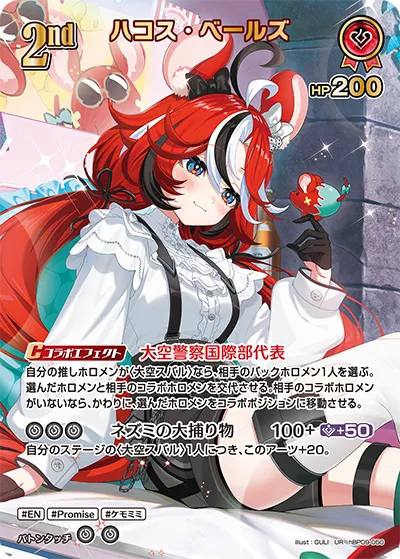 2nd
ハコス・ベールズ
HP200
Cコラボエフェクト 大空警察国際部代表
自分の推しホロメンが〈大空スバル〉なら、相手のバックホロメン1人を選ぶ。
選んだホロメンと相手のコラボホロメンを交代させる。相手のコラボホロメン
がいないなら、かわりに、選んだホロメンをコラボポジションに移動させる。
ネズミの大捕り物 100+ +50
自分のステージの〈大空スバル〉1人につき、このアーツ+20。
#EN #Promise #ケモミミ
バトンタッチ
illust : GULI UR hBP09-050